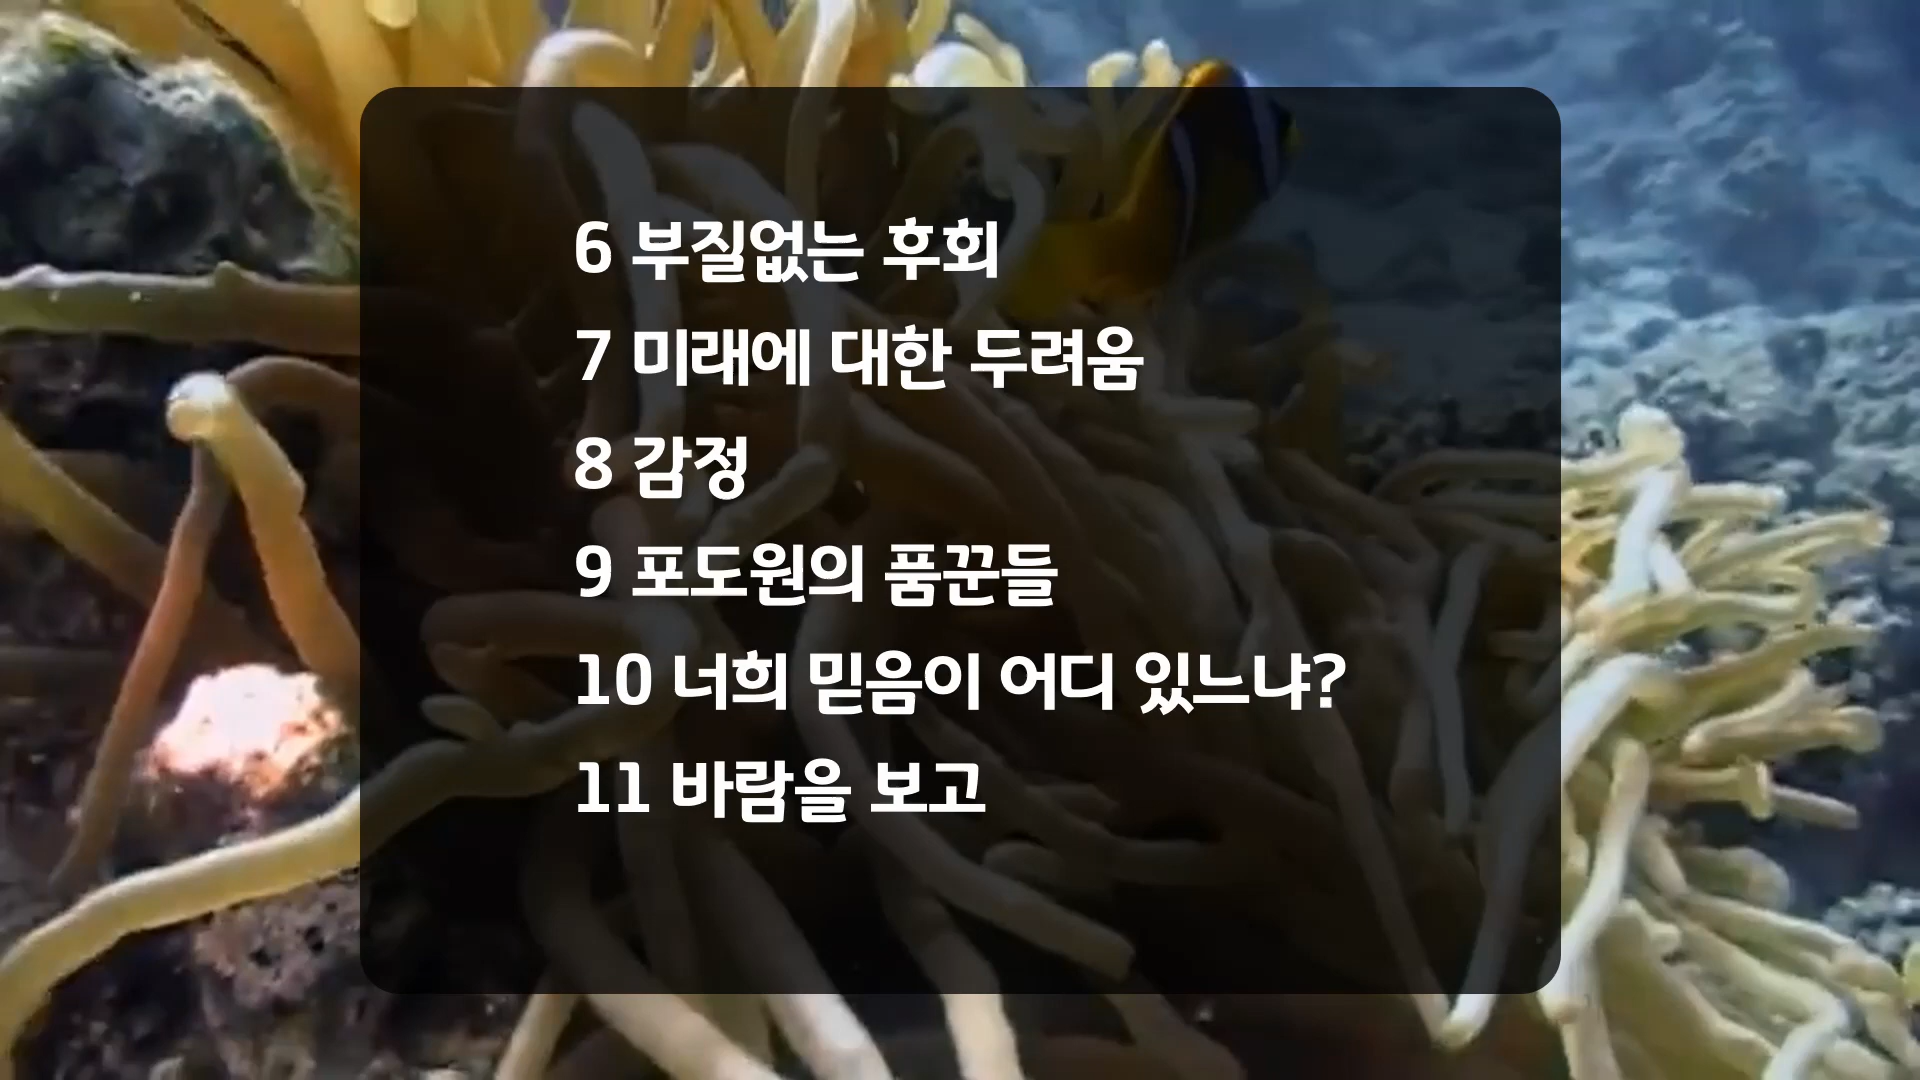 6 부질없는 후회
7 미래에 대한 두려움
8 감정
9 포도원의 품꾼들
10 너희 믿음이 어디 있느냐?
11 바람을 보고